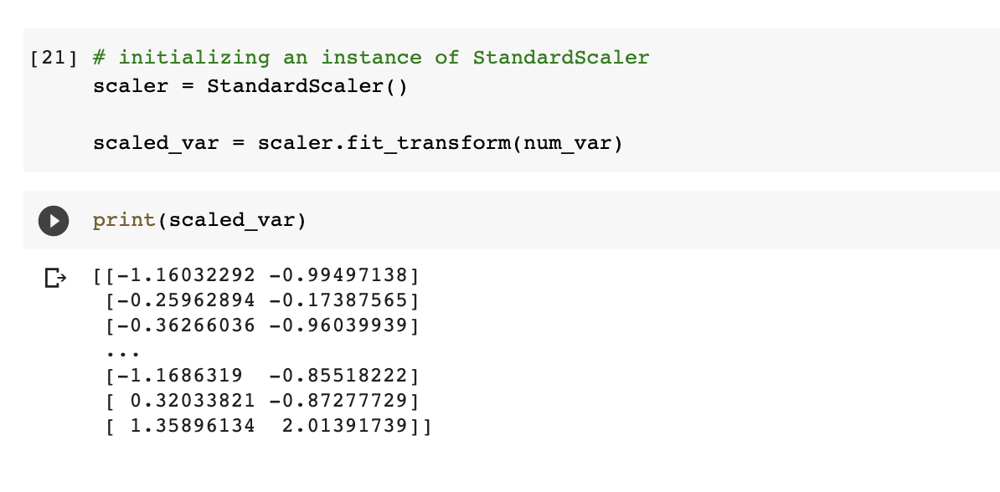 [21] # initializing an instance of StandardScaler
scaler = StandardScaler()
scaled_var = scaler.fit_transform(num_var)
print(scaled_var)
[[-1.16032292 -0.99497138]
[-0.25962894 -0.17387565]
[-0.36266036 -0.96039939]
...
[-1.1686319  -0.85518222]
[ 0.32033821 -0.87277729]
[ 1.35896134  2.01391739]]